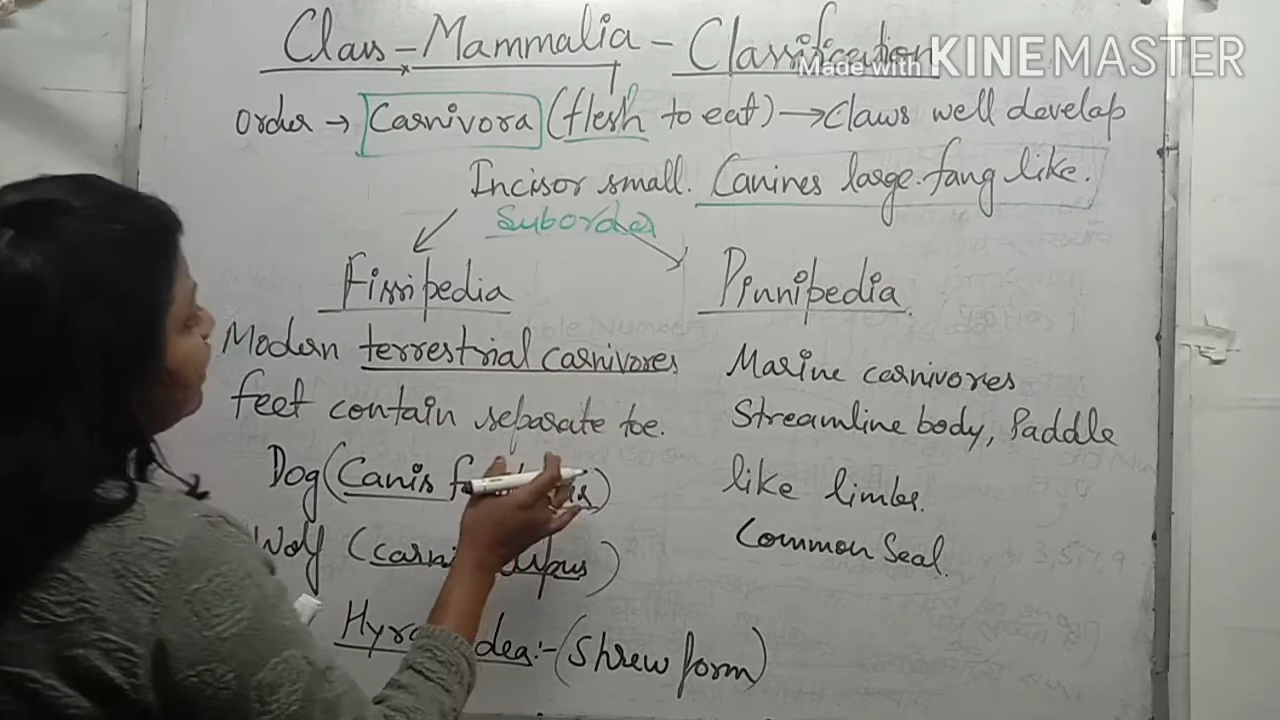 Class - Mammalia - Classification
Made with KINEMASTER
order → Carnivora (flesh to eat) → Claws well develop
Incisor small. Canines large. fang like.
Suborder
Fissipedia
Pinnipedia.
Modern terrestrial carnivores
feet contain separate toe.
Dog (Canis
Wolf (
Marine carnivores
Streamline body, Paddle
like limbs.
Common Seal.
:- (Shrew form)